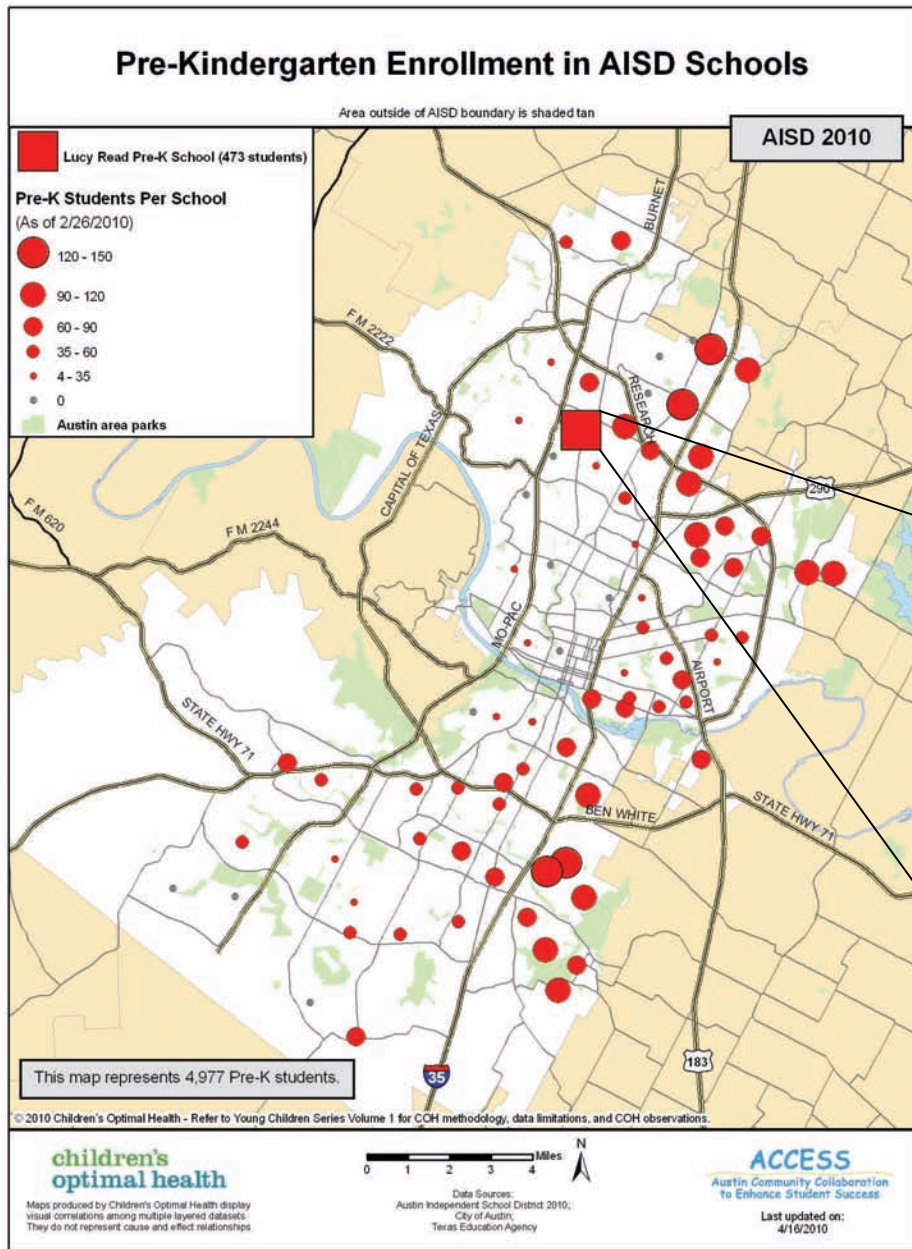 Pre-Kindergarten Enrollment in AISD Schools
Area outside of AISD boundary is shaded tan
AISD 2010
Lucy Read Pre-K School (473 students)
Pre-K Students Per School
(As of 2/26/2010)
120 - 150
90 - 120
60 - 90
35 - 60
4 - 35
0
Austin area parks
BURNET
F M 2222
RESEARCH
CAPITAL OF TEXAS
290
F M 620
F M 2244
MO-PAC
AIRPORT
STATE HWY 71
BEN WHITE
STATE HWY 71
183
35
This map represents 4,977 Pre-K students.
© 2010 Children's Optimal Health - Refer to Young Children Series Volume 1 for COH methodology, data limitations, and COH observations.
children's
optimal health
Maps produced by Children's Optimal Health display
visual correlations among multiple layered datasets.
They do not represent cause and effect relationships.
Miles
0 1 2 3 4
N
Data Sources:
Austin Independent School District 2010;
City of Austin;
Texas Education Agency
ACCESS
Austin Community Collaboration
to Enhance Student Success
Last updated on:
4/16/2010